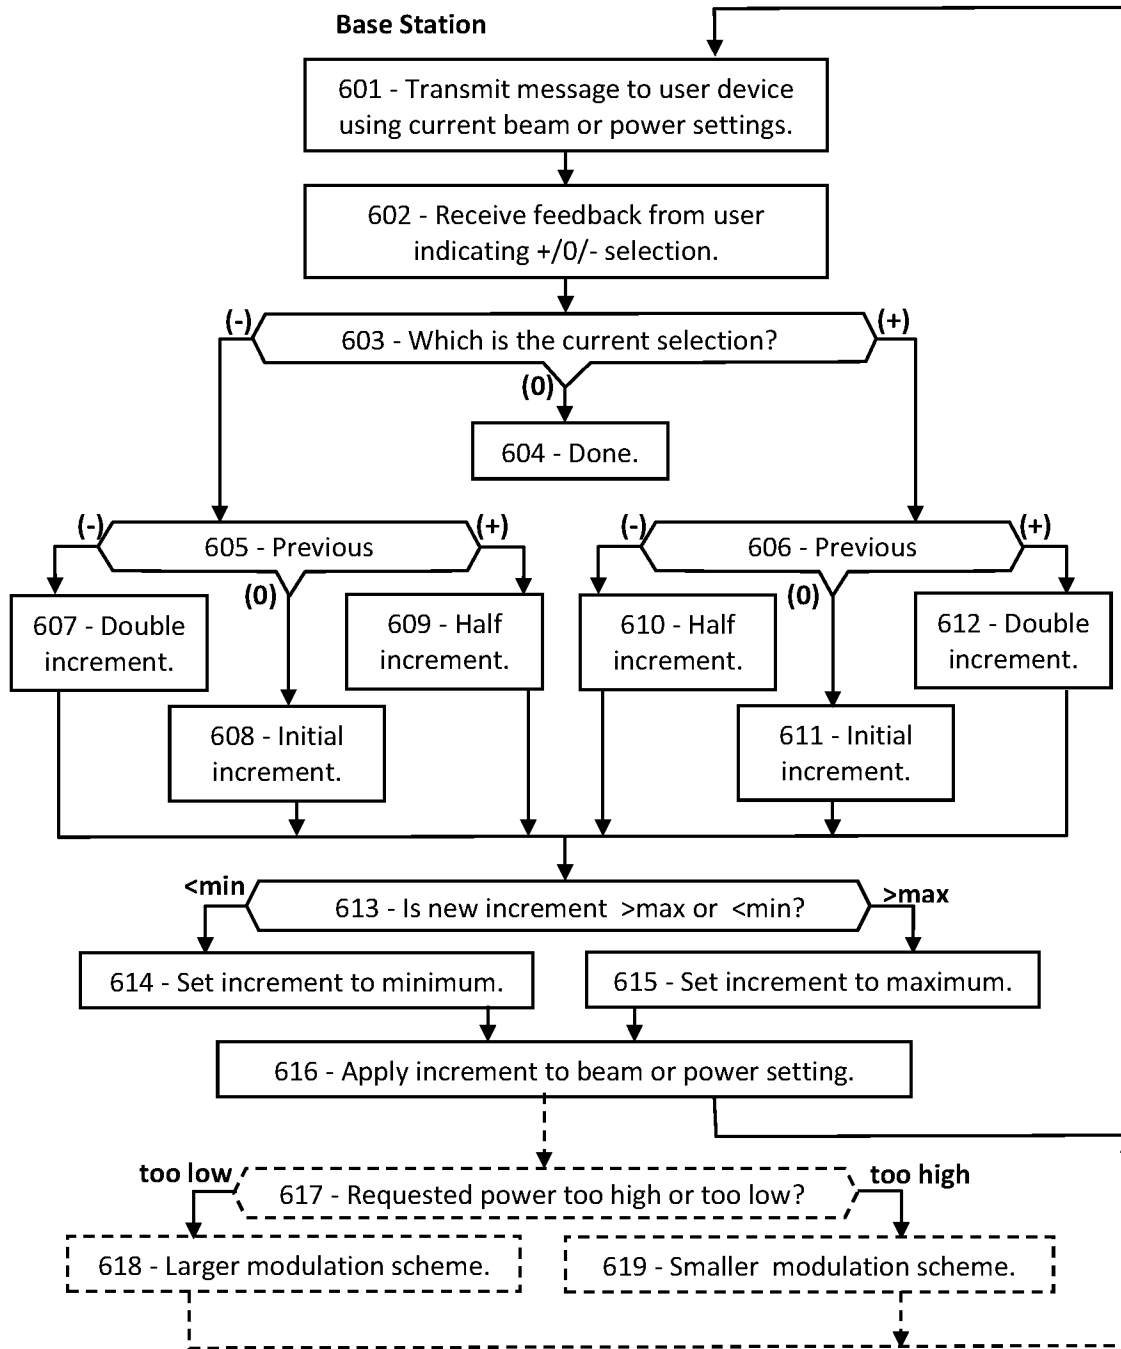 Base Station
601 - Transmit message to user device
using current beam or power settings.
602 - Receive feedback from user
indicating +/0/- selection.
(-)
603 - Which is the current selection?
(+)
(0)
604 - Done.
(-)
605 - Previous
(+)
(0)
(-)
606 - Previous
(+)
(0)
607 - Double
increment.
609 - Half
increment.
610 - Half
increment.
612 - Double
increment.
608 - Initial
increment.
611 - Initial
increment.
<min
613 - Is new increment  >max or  <min?
>max
614 - Set increment to minimum.
615 - Set increment to maximum.
616 - Apply increment to beam or power setting.
too low
617 - Requested power too high or too low?
too high
618 - Larger modulation scheme.
619 - Smaller  modulation scheme.